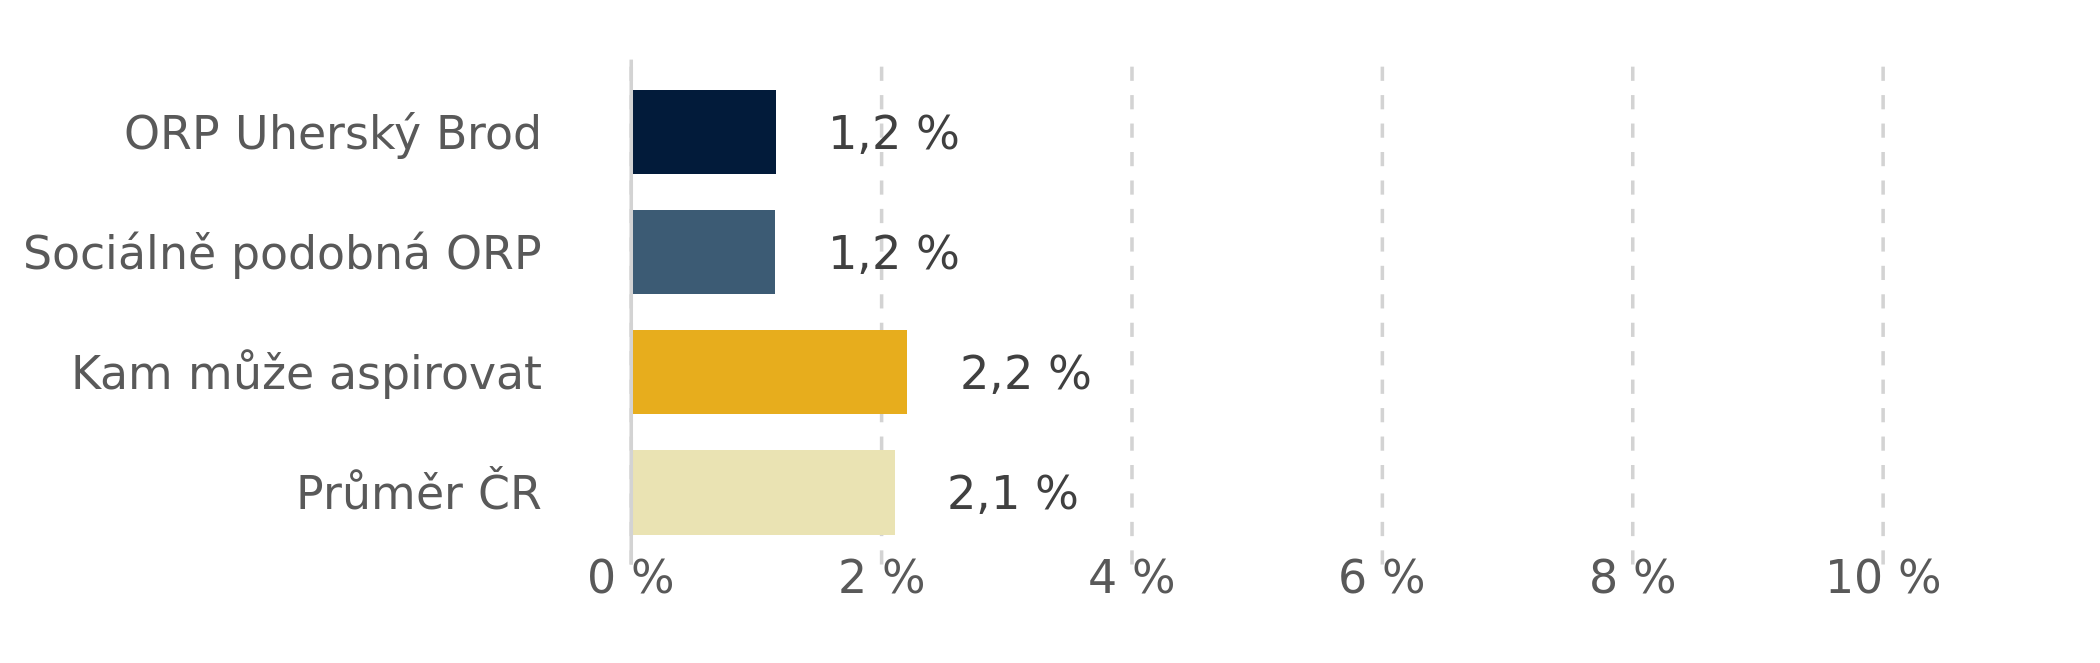 ORP Uherský Brod 1,2 %
Sociálně podobná ORP 1,2 %
Kam může aspirovat 2,2 %
Průměr ČR 2,1 %
0 % 2 % 4 % 6 % 8 % 10 %